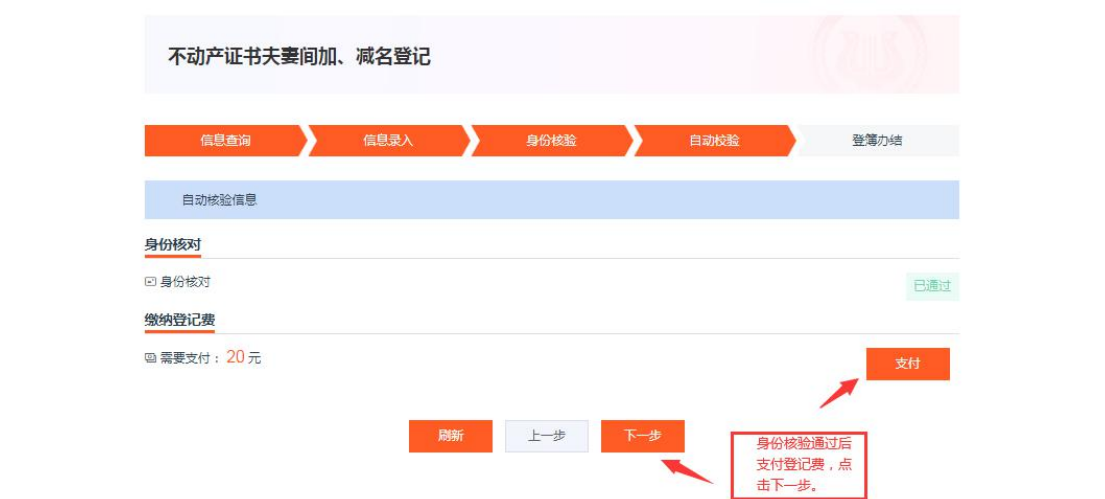 不动产证书夫妻间加、减名登记
信息查询
信息录入
身份核验
自动校验
登簿办结
自动核验信息
身份核对
身份核对
已通过
缴纳登记费
需要支付：20元
支付
刷新
上一步
下一步
身份核验通过后
支付登记费，点
击下一步。